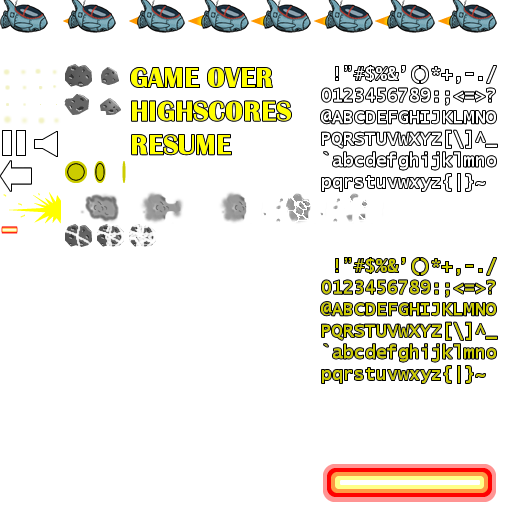 GAME OVER
HIGHSCORES
RESUME
!"#$%&'()*+,-./
0123456789:;<=>?
@ABCDEFGHIJKLMNO
PQRSTUVWXYZ[\]^_
`abcdefghijklmno
pqrstuvwxyz{|}~
!"#$%&'()*+,-./
0123456789:;<=>?
@ABCDEFGHIJKLMNO
PQRSTUVWXYZ[\]^_
`abcdefghijklmno
pqrstuvwxyz{|}~